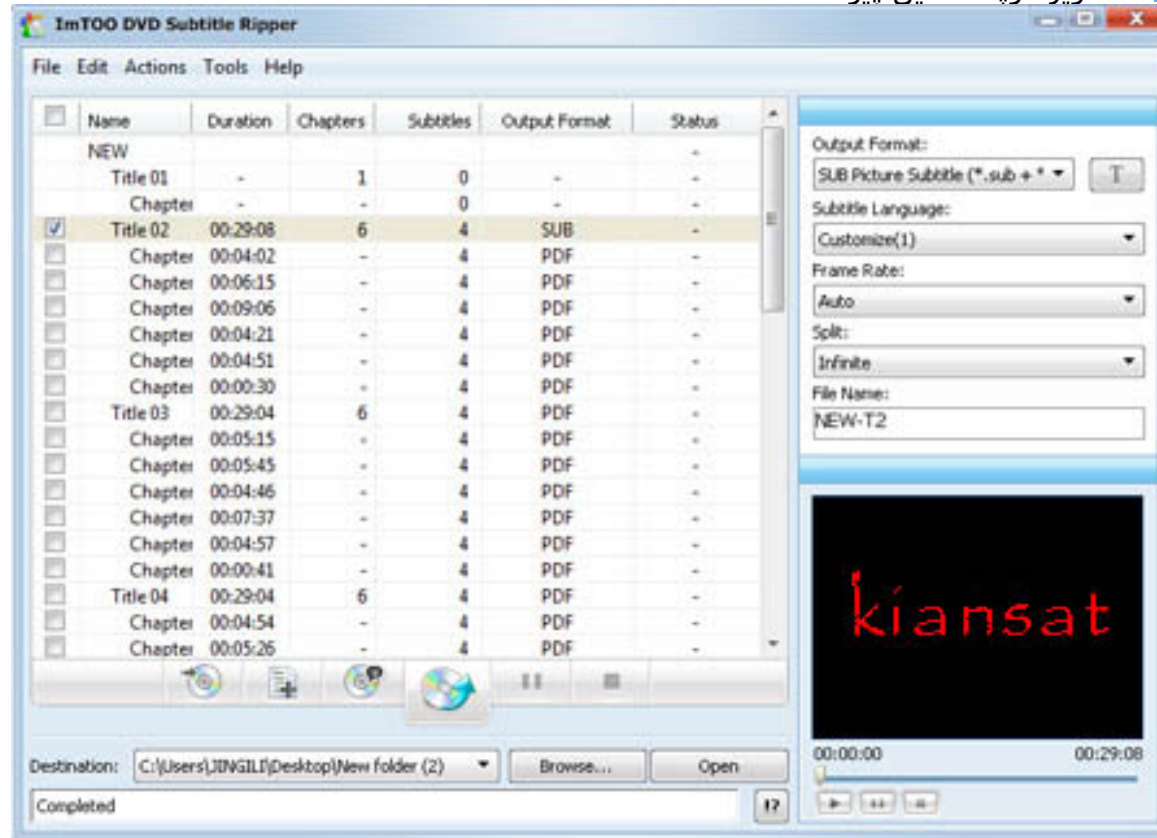 ImTOO DVD Subtitle Ripper
File Edit Actions Tools Help
Name Duration Chapters Subtitles Output Format Status
NEW -
Title 01 - 1 0 - -
Chapter - - 0 - -
Title 02 00:29:08 6 4 SUB -
Chapter 00:04:02 - 4 PDF -
Chapter 00:06:15 - 4 PDF -
Chapter 00:09:06 - 4 PDF -
Chapter 00:04:21 - 4 PDF -
Chapter 00:04:51 - 4 PDF -
Chapter 00:00:30 - 4 PDF -
Title 03 00:29:04 6 4 PDF -
Chapter 00:05:15 - 4 PDF -
Chapter 00:05:45 - 4 PDF -
Chapter 00:04:46 - 4 PDF -
Chapter 00:07:37 - 4 PDF -
Chapter 00:04:57 - 4 PDF -
Chapter 00:00:41 - 4 PDF -
Title 04 00:29:04 6 4 PDF -
Chapter 00:04:54 - 4 PDF -
Chapter 00:05:26 - 4 PDF -
Destination: C:\Users\JINGILI\Desktop\New folder (2) Browse... Open
Completed !?
Output Format:
SUB Picture Subtitle (*.sub + * T
Subtitle Language:
Customize(1)
Frame Rate:
Auto
Split:
Infinite
File Name:
NEW-T2
kiansat
00:00:00 00:29:08